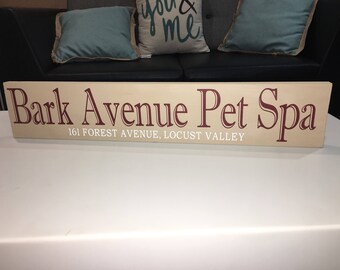 you &
me
Bark Avenue Pet Spa
161 FOREST AVENUE, LOCUST VALLEY